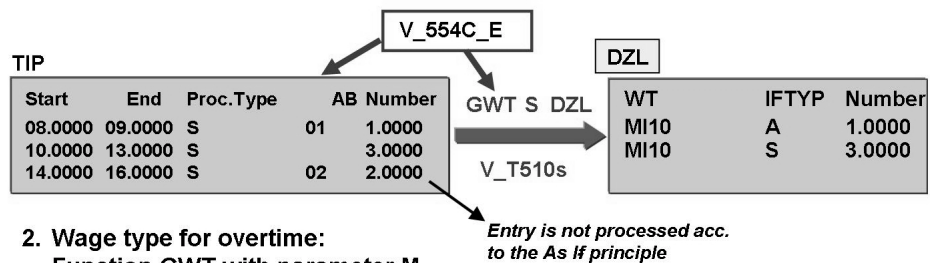 V_554C_E
TIP
DZL
Start End Proc.Type AB Number
08.0000 09.0000 S 01 1.0000
10.0000 13.0000 S 3.0000
14.0000 16.0000 S 02 2.0000
GWT S DZL
V_T510s
WT IFTYP Number
MI10 A 1.0000
MI10 S 3.0000
Entry is not processed acc.
to the As If principle
2. Wage type for overtime:
Function GWT with parameter M